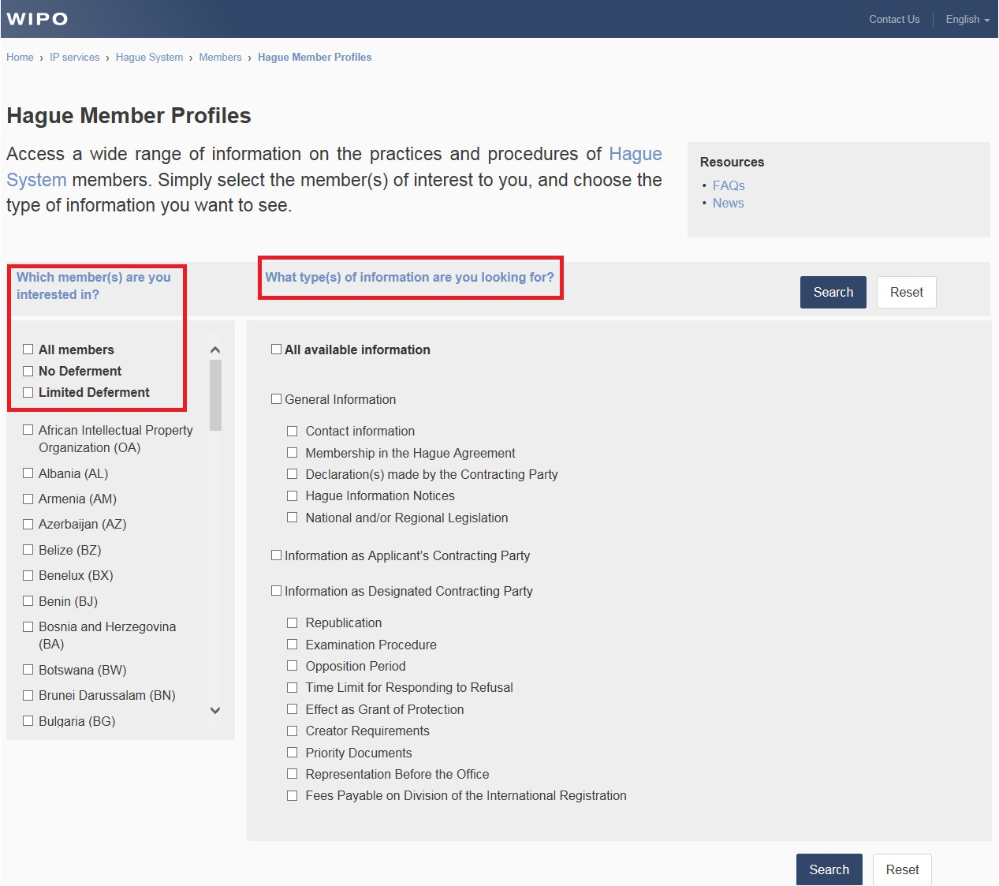 WIPO
Contact Us
English
Home › IP services › Hague System › Members › Hague Member Profiles
Hague Member Profiles
Access a wide range of information on the practices and procedures of Hague
System members. Simply select the member(s) of interest to you, and choose the
type of information you want to see.
Resources
• FAQs
• News
Which member(s) are you
interested in?
What type(s) of information are you looking for?
Search
Reset
All members
No Deferment
Limited Deferment
African Intellectual Property
Organization (OA)
Albania (AL)
Armenia (AM)
Azerbaijan (AZ)
Belize (BZ)
Benelux (BX)
Benin (BJ)
Bosnia and Herzegovina
(BA)
Botswana (BW)
Brunei Darussalam (BN)
Bulgaria (BG)
All available information
General Information
Contact information
Membership in the Hague Agreement
Declaration(s) made by the Contracting Party
Hague Information Notices
National and/or Regional Legislation
Information as Applicant’s Contracting Party
Information as Designated Contracting Party
Republication
Examination Procedure
Opposition Period
Time Limit for Responding to Refusal
Effect as Grant of Protection
Creator Requirements
Priority Documents
Representation Before the Office
Fees Payable on Division of the International Registration
Search
Reset